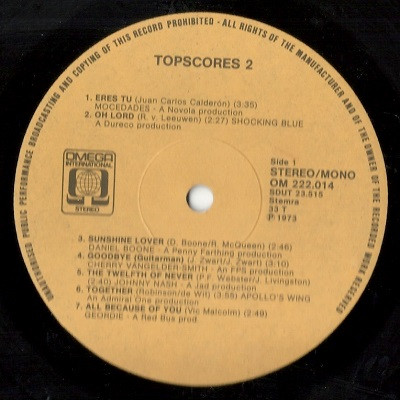 UNAUTHORISED PUBLIC PERFORMANCE BROADCASTING AND COPYING OF THIS RECORD PROHIBITED - ALL RIGHTS OF THE MANUFACTURER AND OF THE OWNER OF THE RECORDED WORK RESERVED
TOPSCORES 2
1. ERES TU (Juan Carlos Calderón) (3:35)
MOCEDADES - A Novola production
2. OH LORD (R. v. Leeuwen) (2:27) SHOCKING BLUE
A Dureco production
OMEGA
INTERNATIONAL
STEREO
Side 1
STEREO/MONO
OM 222.014
SDUT 23.515
Stemra
33 T
℗ 1973
3. SUNSHINE LOVER (D. Boone/R. McQueen) (2:46)
DANIEL BOONE - A Penny Farthing production
4. GOODBYE (Guitarman) (J. Zwart/J. Zwart) (3:10)
CHERRY VANGELDER-SMITH - An FPS production
5. THE TWELFTH OF NEVER (P.F. Webster/J. Livingston)
(2:40) JOHNNY NASH - A Jad production
6. TOGETHER (Robinson/de Wit) (3:55) APOLLO'S WING
An Admiral One production
7. ALL BECAUSE OF YOU (Vic Malcolm) (2:49)
GEORDIE - A Red Bus prod.